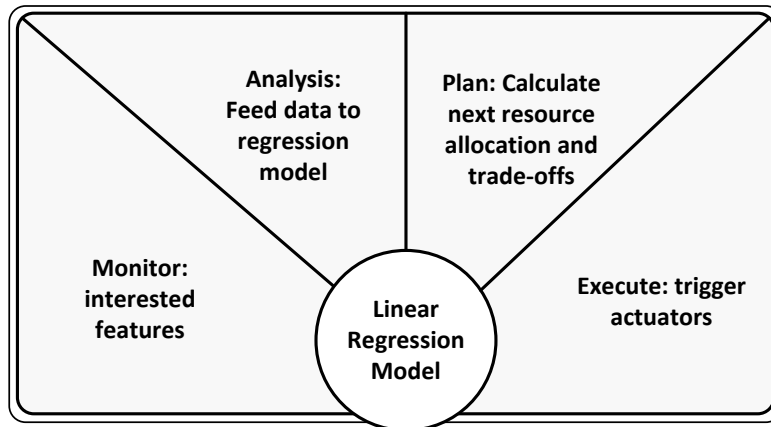 Analysis:
Feed data to
regression
model
Plan: Calculate
next resource
allocation and
trade-offs
Monitor:
interested
features
Linear
Regression
Model
Execute: trigger
actuators